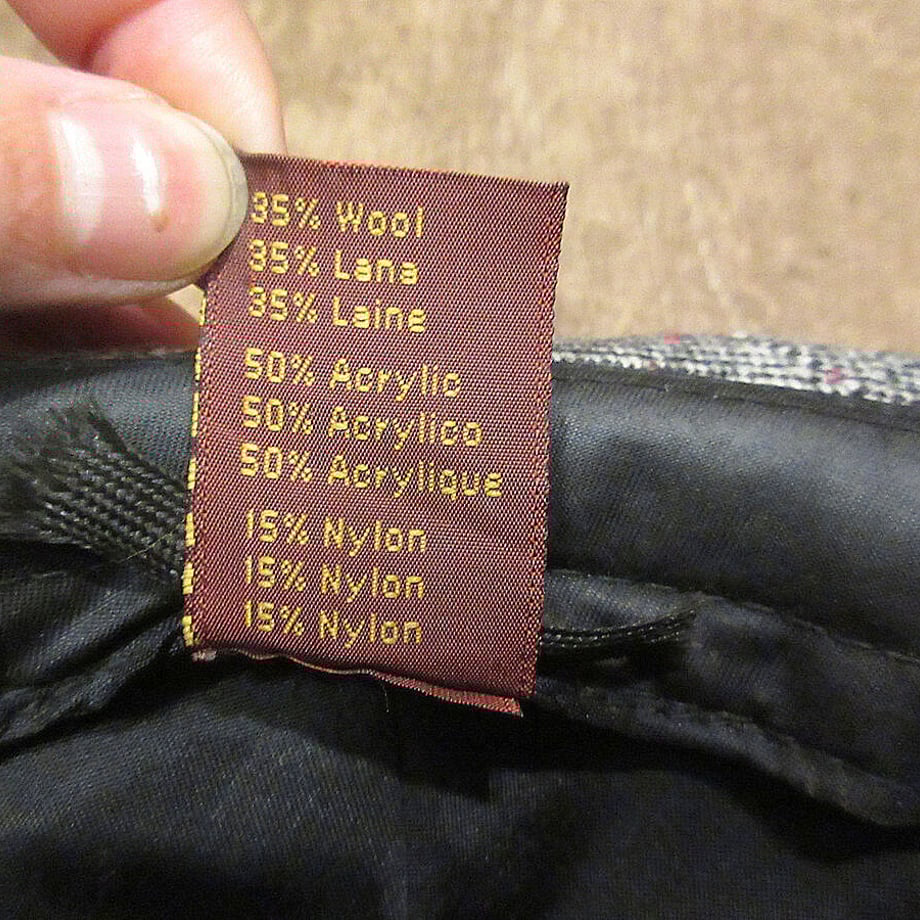 35% Wool
35% Lana
35% Laine
50% Acrylic
50% Acrylico
50% Acrylique
15% Nylon
15% Nylon
15% Nylon